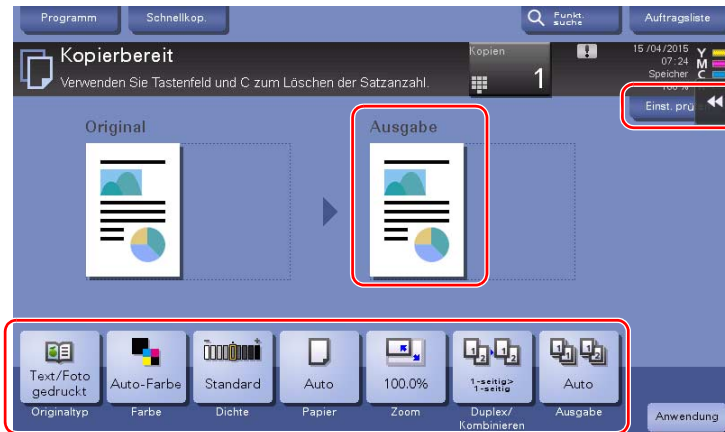 Programm
Schnellkop.
Funkt. suche
Auftragsliste
Kopierbereit
Verwenden Sie Tastenfeld und C zum Löschen der Satzanzahl.
Kopien
1
15/04/2015
07:24
Speicher
100 %
Y
M
C
Einst. prü
Original
Ausgabe
Text/Foto
gedruckt
Auto-Farbe
Standard
Auto
100.0%
1-seitig>
1-seitig
Auto
Originaltyp
Farbe
Dichte
Papier
Zoom
Duplex/
Kombinieren
Ausgabe
Anwendung